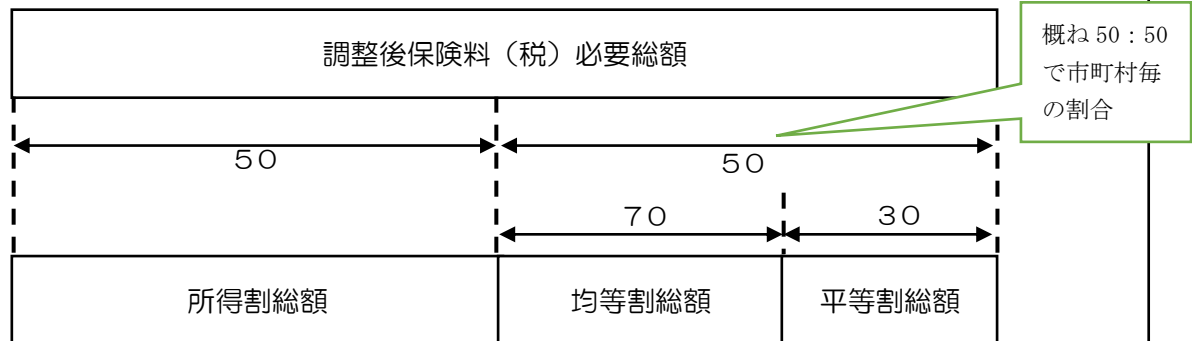 調整後保険料（税）必要総額
概ね 50：50
で市町村毎
の割合
５０
５０
７０
３０
所得割総額
均等割総額
平等割総額